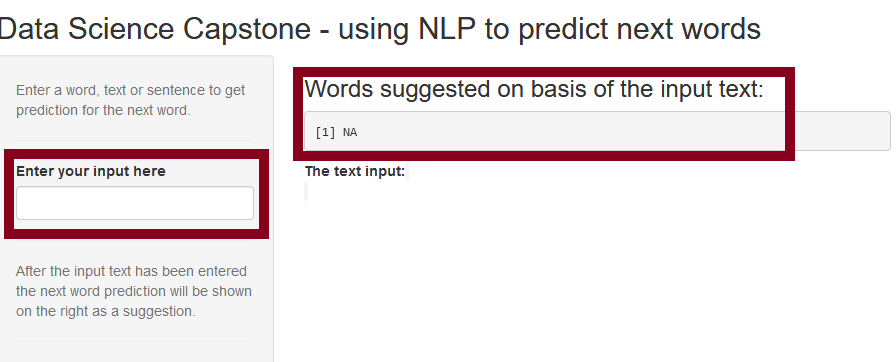 Data Science Capstone - using NLP to predict next words
Enter a word, text or sentence to get
prediction for the next word.
Enter your input here
After the input text has been entered
the next word prediction will be shown
on the right as a suggestion.
Words suggested on basis of the input text:
[1] NA
The text input: